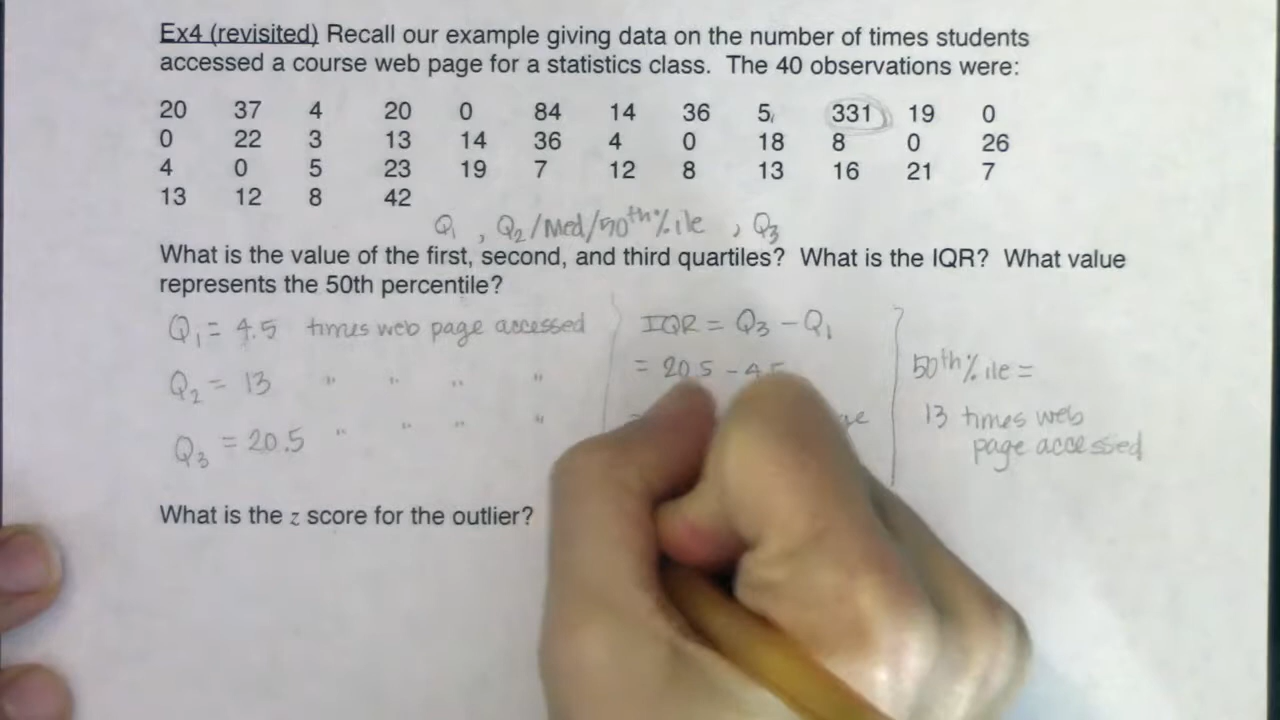 Ex4 (revisited) Recall our example giving data on the number of times students
accessed a course web page for a statistics class. The 40 observations were:
20 37 4 20 0 84 14 36 5 331 19 0
0 22 3 13 14 36 4 0 18 8 0 26
4 0 5 23 19 7 12 8 13 16 21 7
13 12 8 42
Q₁ , Q₂/Med/50th%ile , Q₃
What is the value of the first, second, and third quartiles? What is the IQR? What value
represents the 50th percentile?
Q₁ = 4.5 times web page accessed
Q₂ = 13 " " " "
Q₃ = 20.5 " " " "
IQR = Q₃ - Q₁
= 20.5 - 4.5
50th%ile =
13 times web
page accessed
What is the z score for the outlier?